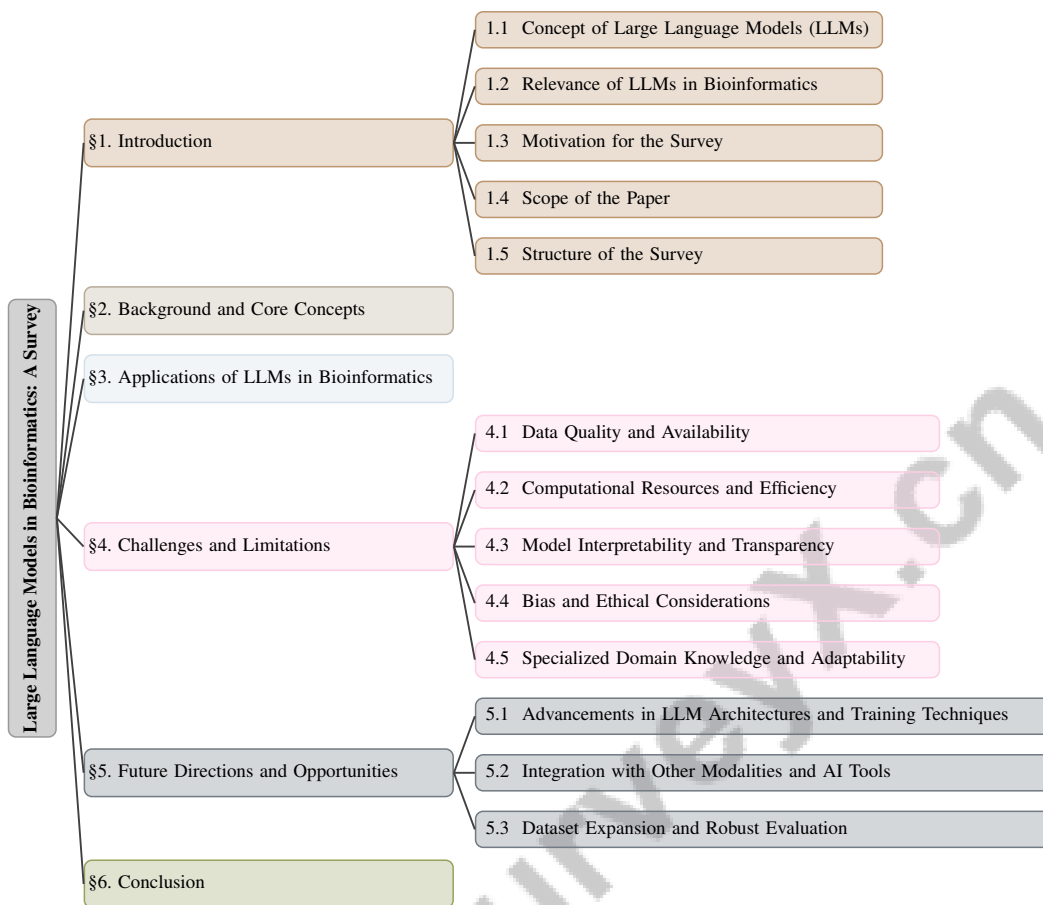 Large Language Models in Bioinformatics: A Survey
§1. Introduction
1.1 Concept of Large Language Models (LLMs)
1.2 Relevance of LLMs in Bioinformatics
1.3 Motivation for the Survey
1.4 Scope of the Paper
1.5 Structure of the Survey
§2. Background and Core Concepts
§3. Applications of LLMs in Bioinformatics
§4. Challenges and Limitations
4.1 Data Quality and Availability
4.2 Computational Resources and Efficiency
4.3 Model Interpretability and Transparency
4.4 Bias and Ethical Considerations
4.5 Specialized Domain Knowledge and Adaptability
§5. Future Directions and Opportunities
5.1 Advancements in LLM Architectures and Training Techniques
5.2 Integration with Other Modalities and AI Tools
5.3 Dataset Expansion and Robust Evaluation
§6. Conclusion
urveyx.cn